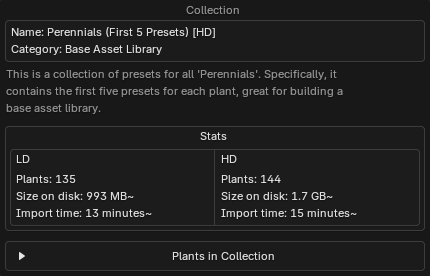 Collection
Name: Perennials (First 5 Presets) [HD]
Category: Base Asset Library
This is a collection of presets for all 'Perennials'. Specifically, it
contains the first five presets for each plant, great for building a
base asset library.
Stats
LD
Plants: 135
Size on disk: 993 MB~
Import time: 13 minutes~
HD
Plants: 144
Size on disk: 1.7 GB~
Import time: 15 minutes~
Plants in Collection